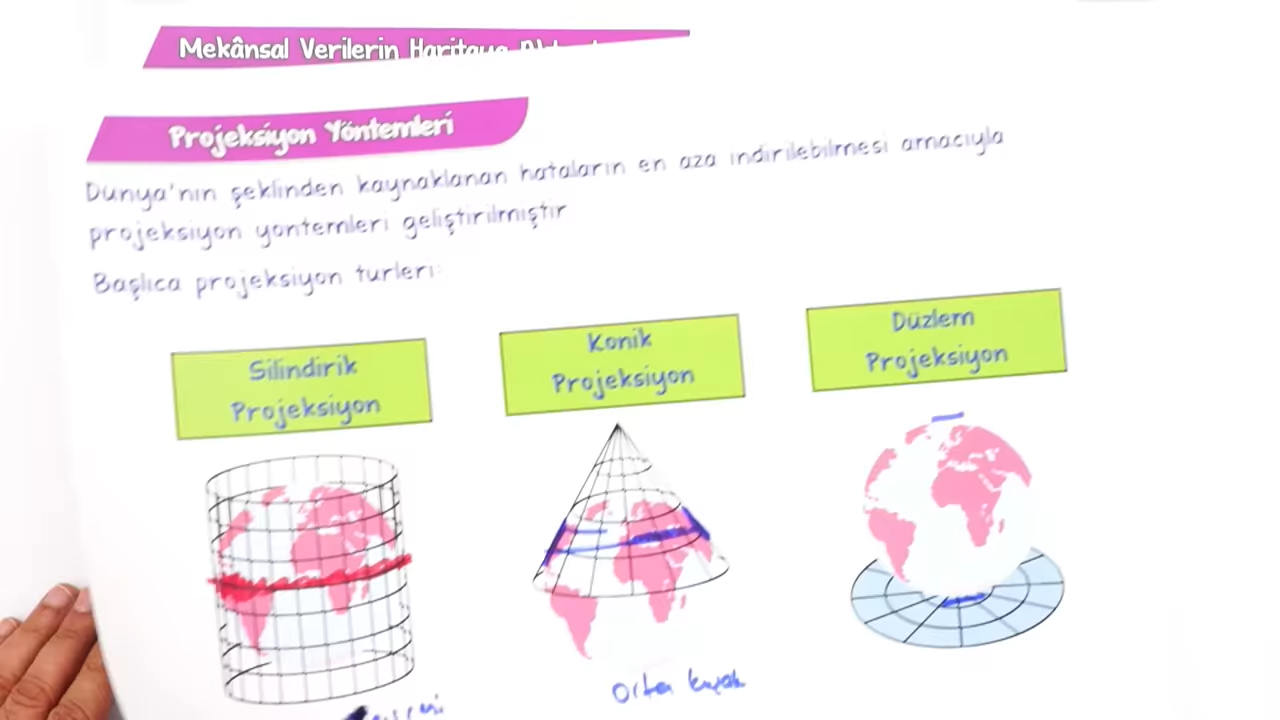 Mekânsal Verilerin Haritaya
Projeksiyon Yöntemleri
Dünya'nın şeklinden kaynaklanan hataların en aza indirilebilmesi amacıyla
projeksiyon yöntemleri geliştirilmiştir
Başlıca projeksiyon türleri:
Silindirik
Projeksiyon
Konik
Projeksiyon
Düzlem
Projeksiyon
Orta kuşak